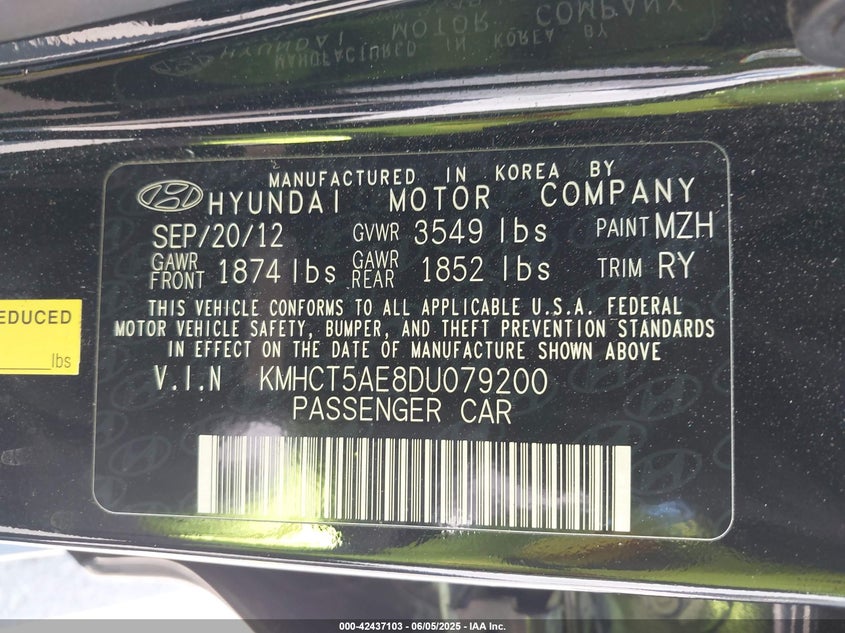 MANUFACTURED IN KOREA BY
HYUNDAI MOTOR COMPANY
SEP/20/12 GVWR 3549 lbs PAINT MZH
GAWR FRONT 1874 lbs GAWR REAR 1852 lbs TRIM RY
THIS VEHICLE CONFORMS TO ALL APPLICABLE U.S.A. FEDERAL
MOTOR VEHICLE SAFETY, BUMPER, AND THEFT PREVENTION STANDARDS
IN EFFECT ON THE DATE OF MANUFACTURE SHOWN ABOVE
V.I.N KMHCT5AE8DU079200
PASSENGER CAR
EDUCED
lbs
000-42437103 - 06/05/2025 - IAA Inc.